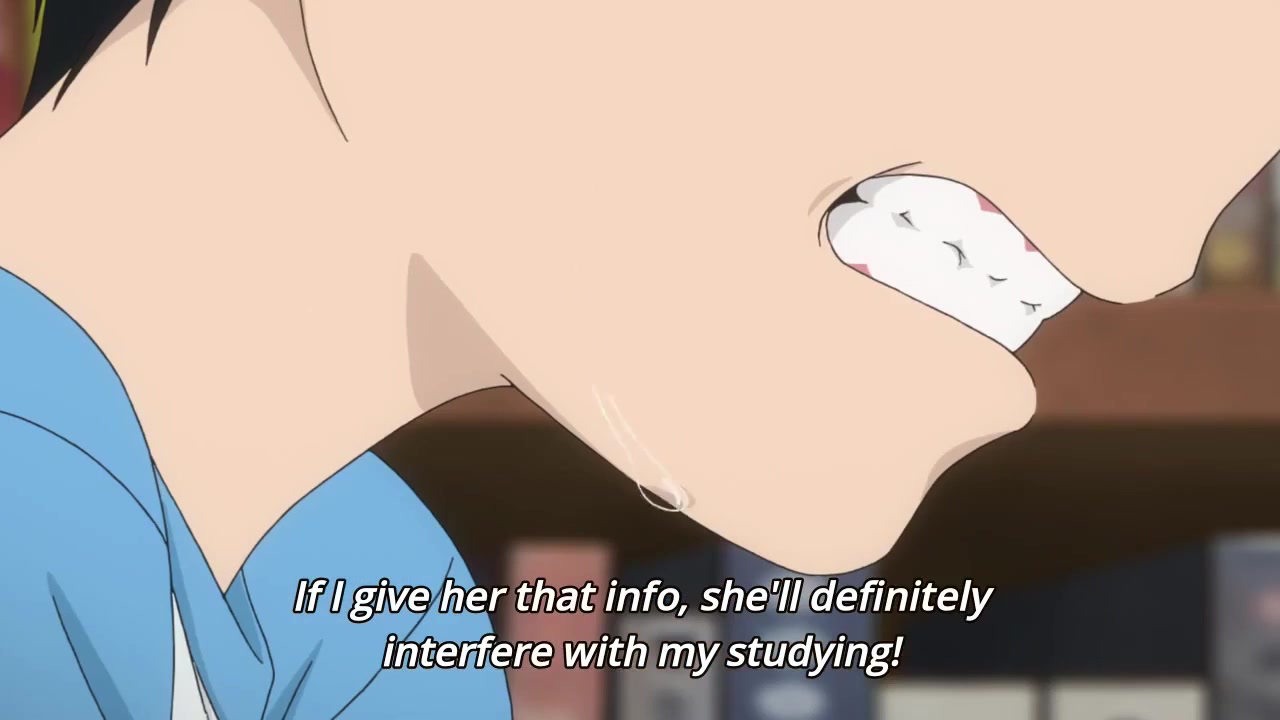 If I give her that info, she'll definitely
interfere with my studying!